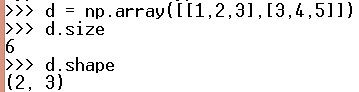 >>> d = np.array([[1,2,3],[3,4,5]])
>>> d.size
6
>>> d.shape
(2, 3)